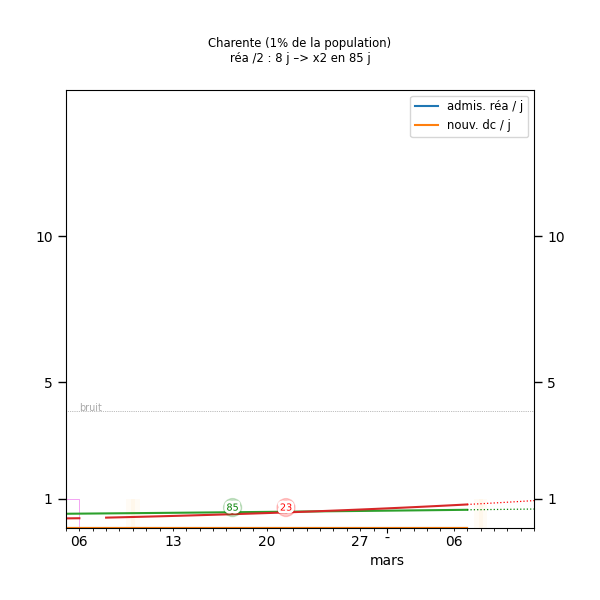 Charente (1% de la population)
réa /2 : 8 j –> x2 en 85 j
admis. réa / j
nouv. dc / j
10 10
5 5
bruit
1 85 23 1
06 13 20 27 - 06
mars